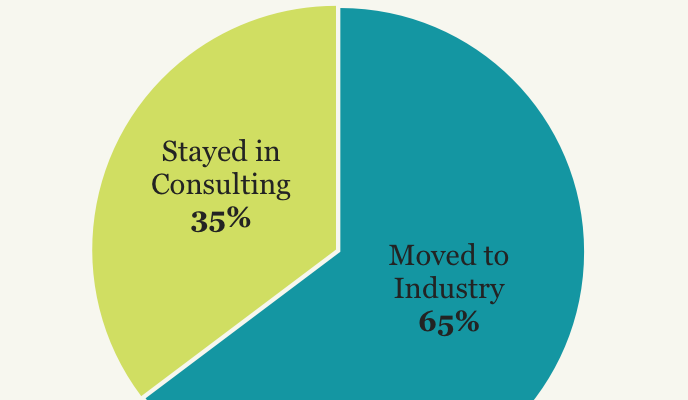 Stayed in
Consulting
35%
Moved to
Industry
65%